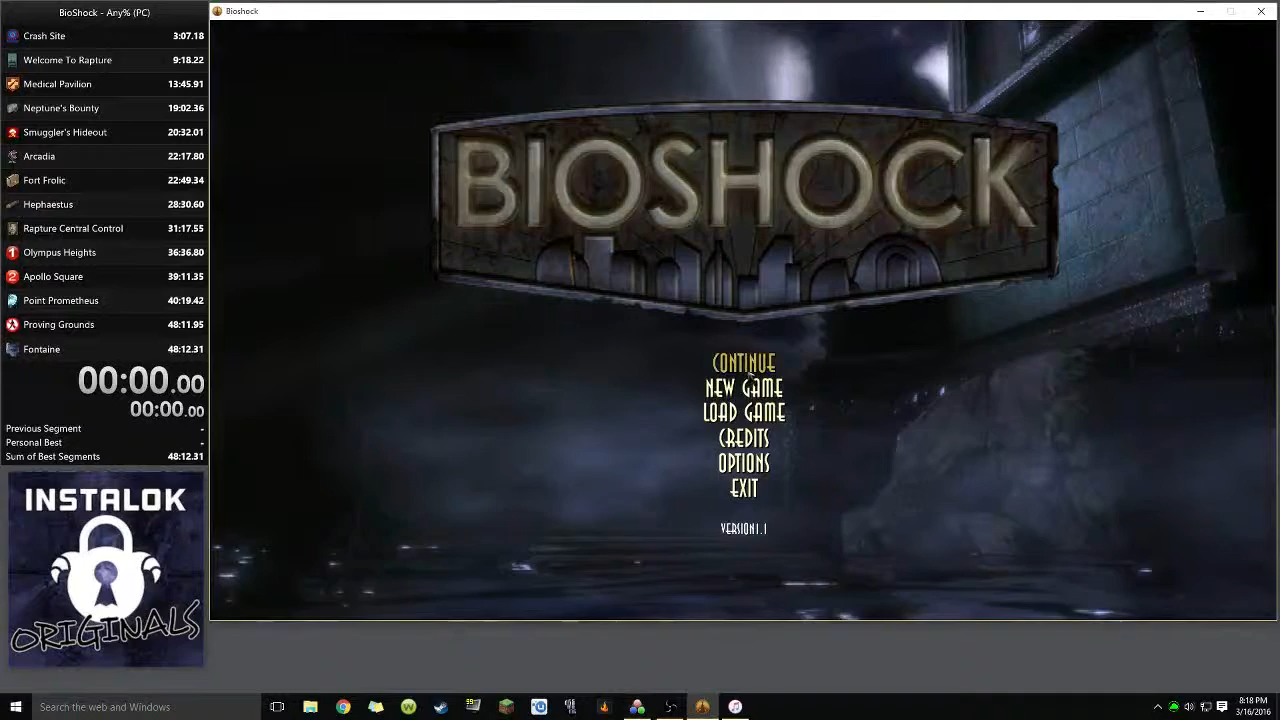 BioShock - Any% (PC)
Crash Site 3:07.18
Welcome To Rapture 9:18.22
Medical Pavilion 13:45.91
Neptune's Bounty 19:02.36
Smuggler's Hideout 20:32.01
Arcadia 22:17.80
Fort Frolic 22:49.34
Hephaestus 28:30.60
Rapture Central Control 31:17.55
Olympus Heights 36:36.80
Apollo Square 39:11.35
Point Prometheus 40:19.42
Proving Grounds 48:11.95
Fontaine 48:12.31
00:00.00
00:00.00
Previous Segment -
Personal Best -
Sum of Best Segments 48:12.31
INSTALOK
ORIGINALS
Bioshock
BIOSHOCK
CONTINUE
NEW GAME
LOAD GAME
CREDITS
OPTIONS
EXIT
VERSION 1.1
Search the web and Windows
8:18 PM
3/16/2016